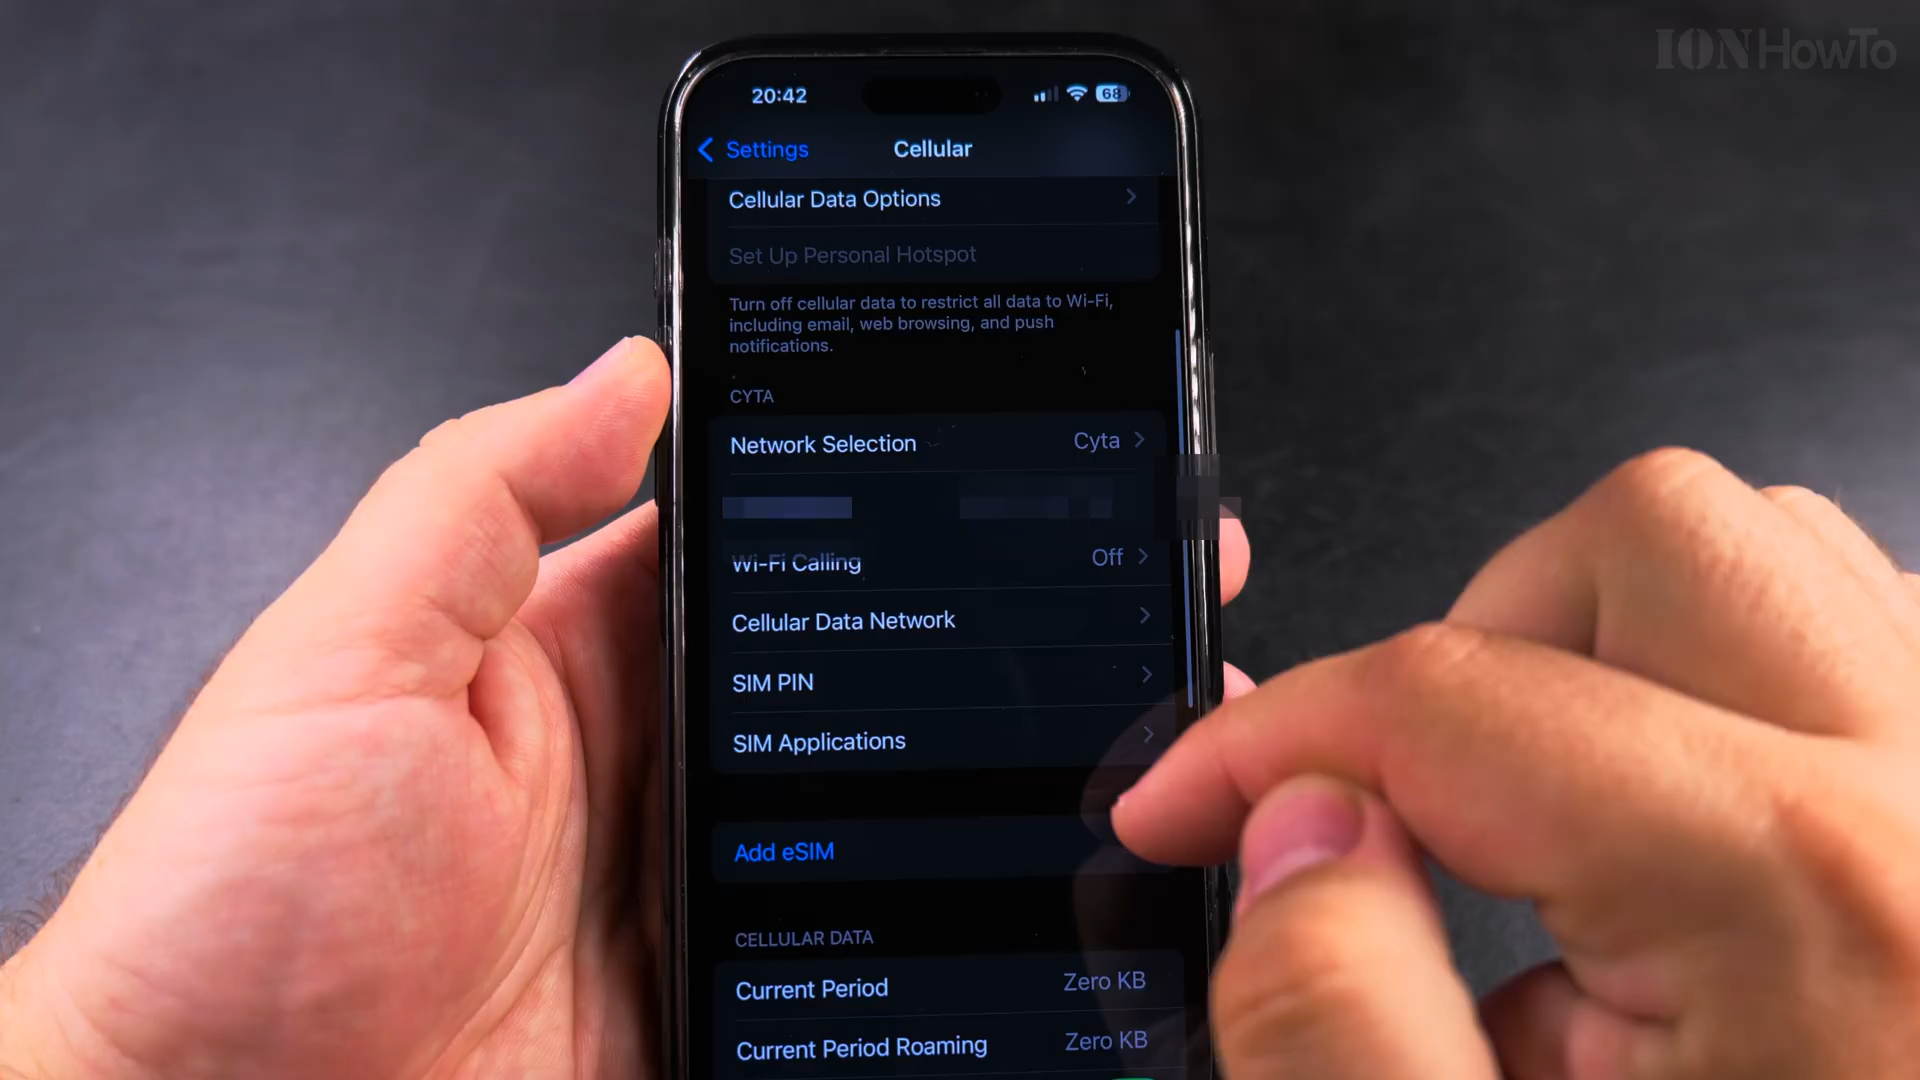 ION HowTo
20:42
68
Settings
Cellular
Cellular Data Options
Set Up Personal Hotspot
Turn off cellular data to restrict all data to Wi-Fi,
including email, web browsing, and push
notifications.
CYTA
Network Selection Cyta
Wi-Fi Calling Off
Cellular Data Network
SIM PIN
SIM Applications
Add eSIM
CELLULAR DATA
Current Period Zero KB
Current Period Roaming Zero KB